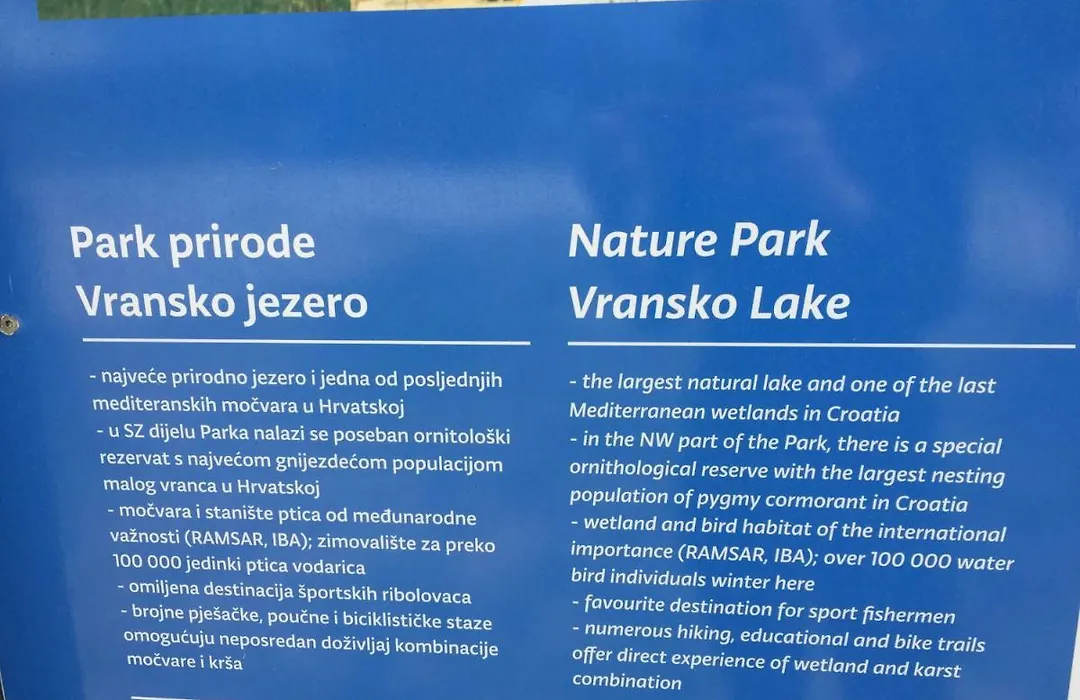 Park prirode
Vransko jezero
- najveće prirodno jezero i jedna od posljednjih
mediteranskih močvara u Hrvatskoj
- u SZ dijelu Parka nalazi se poseban ornitološki
rezervat s najvećom gnijezdećom populacijom
malog vranca u Hrvatskoj
- močvara i stanište ptica od međunarodne
važnosti (RAMSAR, IBA); zimovalište za preko
100 000 jedinki ptica vodarica
- omiljena destinacija športskih ribolovaca
- brojne pješačke, poučne i biciklističke staze
omogućuju neposredan doživljaj kombinacije
močvare i krša
Nature Park
Vransko Lake
- the largest natural lake and one of the last
Mediterranean wetlands in Croatia
- in the NW part of the Park, there is a special
ornithological reserve with the largest nesting
population of pygmy cormorant in Croatia
- wetland and bird habitat of the international
importance (RAMSAR, IBA); over 100 000 water
bird individuals winter here
- favourite destination for sport fishermen
- numerous hiking, educational and bike trails
offer direct experience of wetland and karst
combination